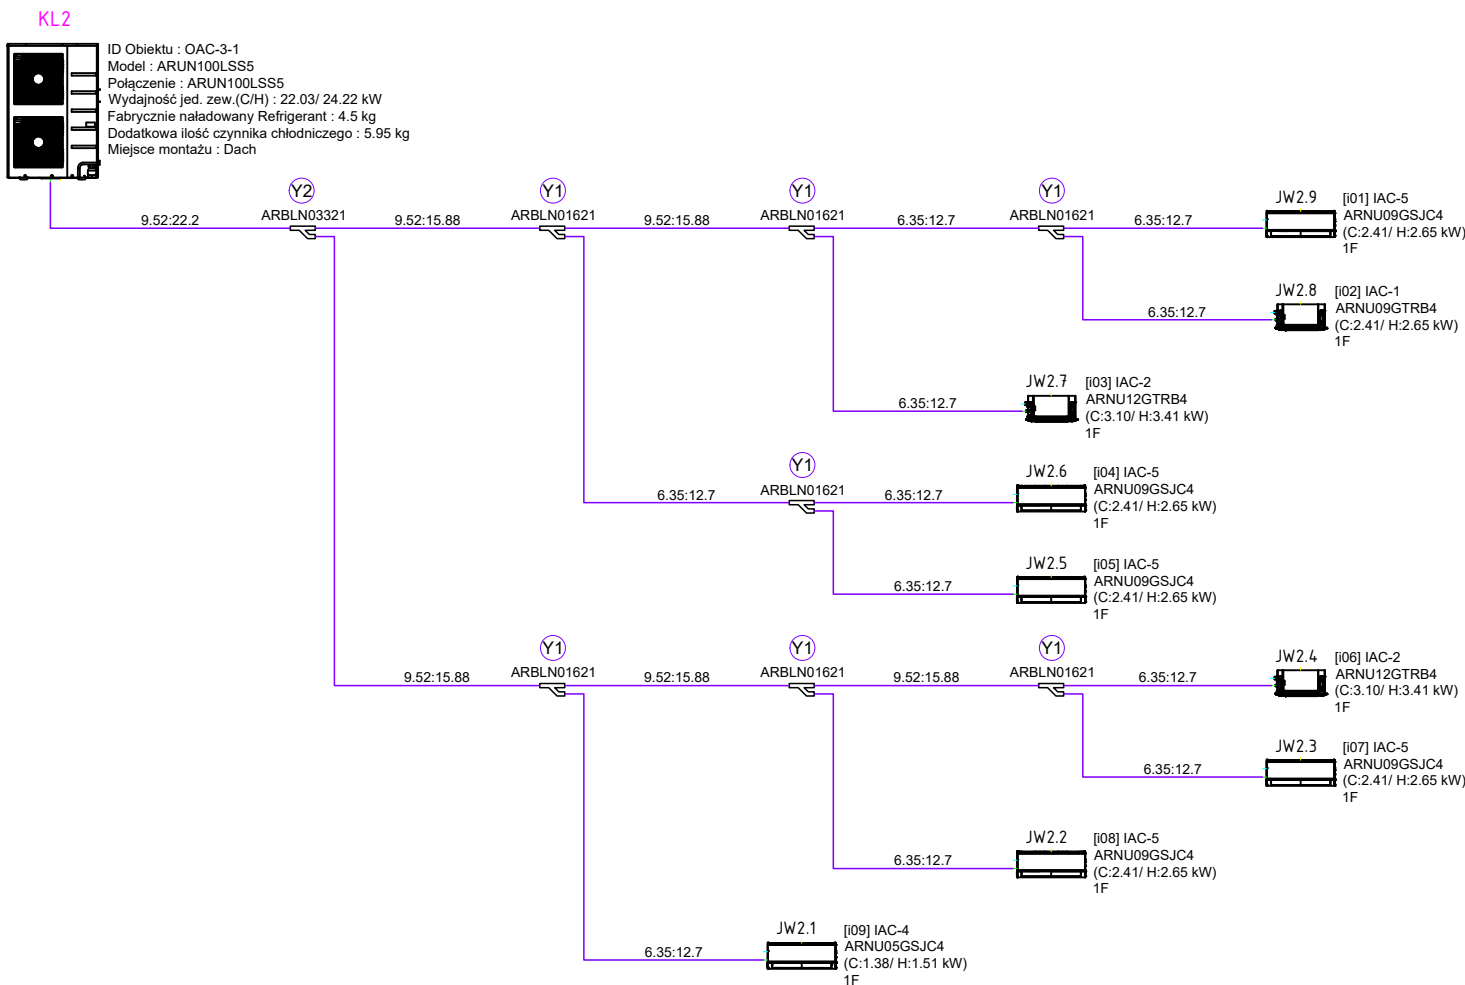 KL2
ID Obiektu : OAC-3-1
Model : ARUN100LSS5
Połączenie : ARUN100LSS5
Wydajność jed. zew.(C/H) : 22.03/ 24.22 kW
Fabrycznie naładowany Refrigerant : 4.5 kg
Dodatkowa ilość czynnika chłodniczego : 5.95 kg
Miejsce montażu : Dach
Y2
Y1
Y1
Y1
ARBLN03321
ARBLN01621
ARBLN01621
ARBLN01621
9.52:22.2
9.52:15.88
9.52:15.88
6.35:12.7
6.35:12.7
JW2.9
[i01] IAC-5
ARNU09GSJC4
(C:2.41/ H:2.65 kW)
1F
6.35:12.7
JW2.8
[i02] IAC-1
ARNU09GTRB4
(C:2.41/ H:2.65 kW)
1F
6.35:12.7
JW2.7
[i03] IAC-2
ARNU12GTRB4
(C:3.10/ H:3.41 kW)
1F
Y1
ARBLN01621
6.35:12.7
6.35:12.7
JW2.6
[i04] IAC-5
ARNU09GSJC4
(C:2.41/ H:2.65 kW)
1F
6.35:12.7
JW2.5
[i05] IAC-5
ARNU09GSJC4
(C:2.41/ H:2.65 kW)
1F
Y1
Y1
Y1
ARBLN01621
ARBLN01621
ARBLN01621
9.52:15.88
9.52:15.88
9.52:15.88
6.35:12.7
JW2.4
[i06] IAC-2
ARNU12GTRB4
(C:3.10/ H:3.41 kW)
1F
6.35:12.7
JW2.3
[i07] IAC-5
ARNU09GSJC4
(C:2.41/ H:2.65 kW)
1F
6.35:12.7
JW2.2
[i08] IAC-5
ARNU09GSJC4
(C:2.41/ H:2.65 kW)
1F
6.35:12.7
JW2.1
[i09] IAC-4
ARNU05GSJC4
(C:1.38/ H:1.51 kW)
1F